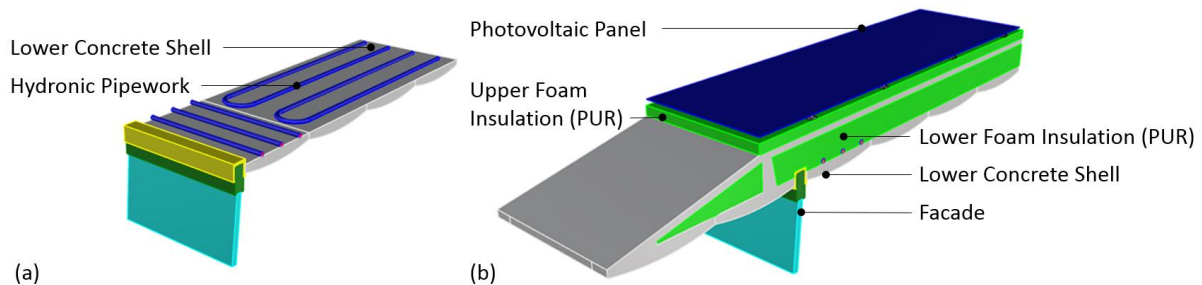 Lower Concrete Shell
Hydronic Pipework
(a)
Photovoltaic Panel
Upper Foam
Insulation (PUR)
Lower Foam Insulation (PUR)
Lower Concrete Shell
Facade
(b)